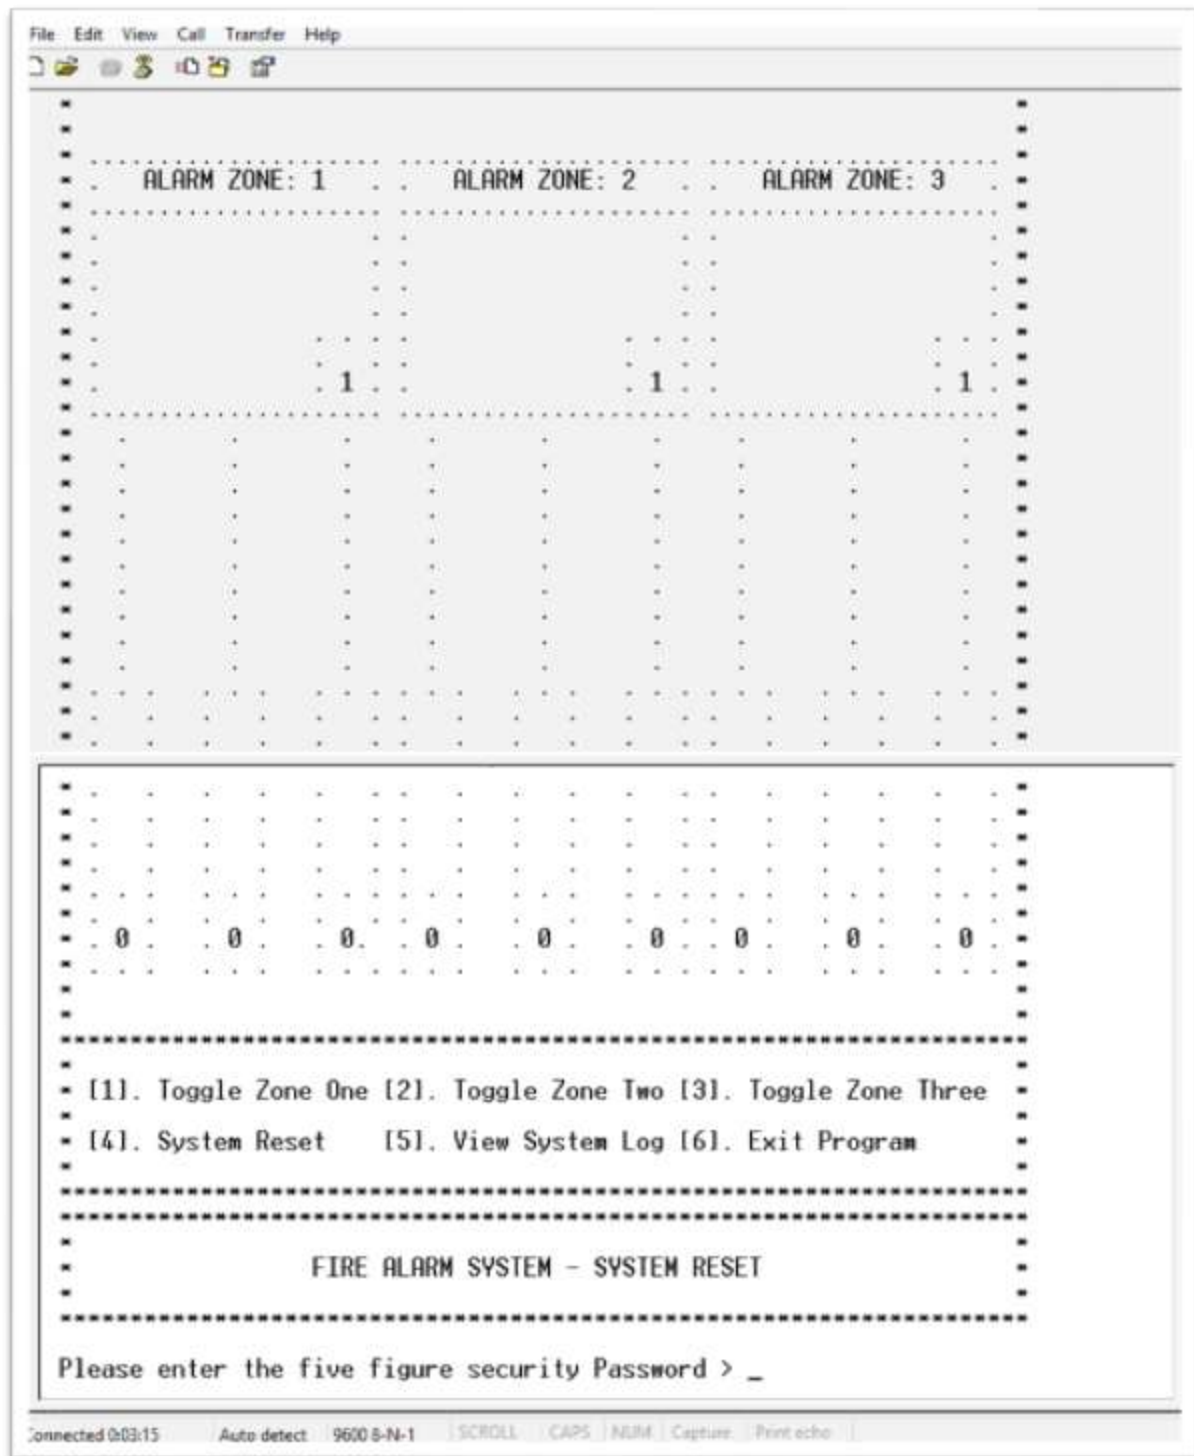 File Edit View Call Transfer Help
ALARM ZONE: 1 ALARM ZONE: 2 ALARM ZONE: 3
1 1 1
0 0 0 0 0 0 0 0 0
[1]. Toggle Zone One [2]. Toggle Zone Two [3]. Toggle Zone Three
[4]. System Reset [5]. View System Log [6]. Exit Program
FIRE ALARM SYSTEM - SYSTEM RESET
Please enter the five figure security Password > _
Connected 0:03:15 Auto detect 9600 8-N-1 SCROLL CAPS NUM Capture Print echo